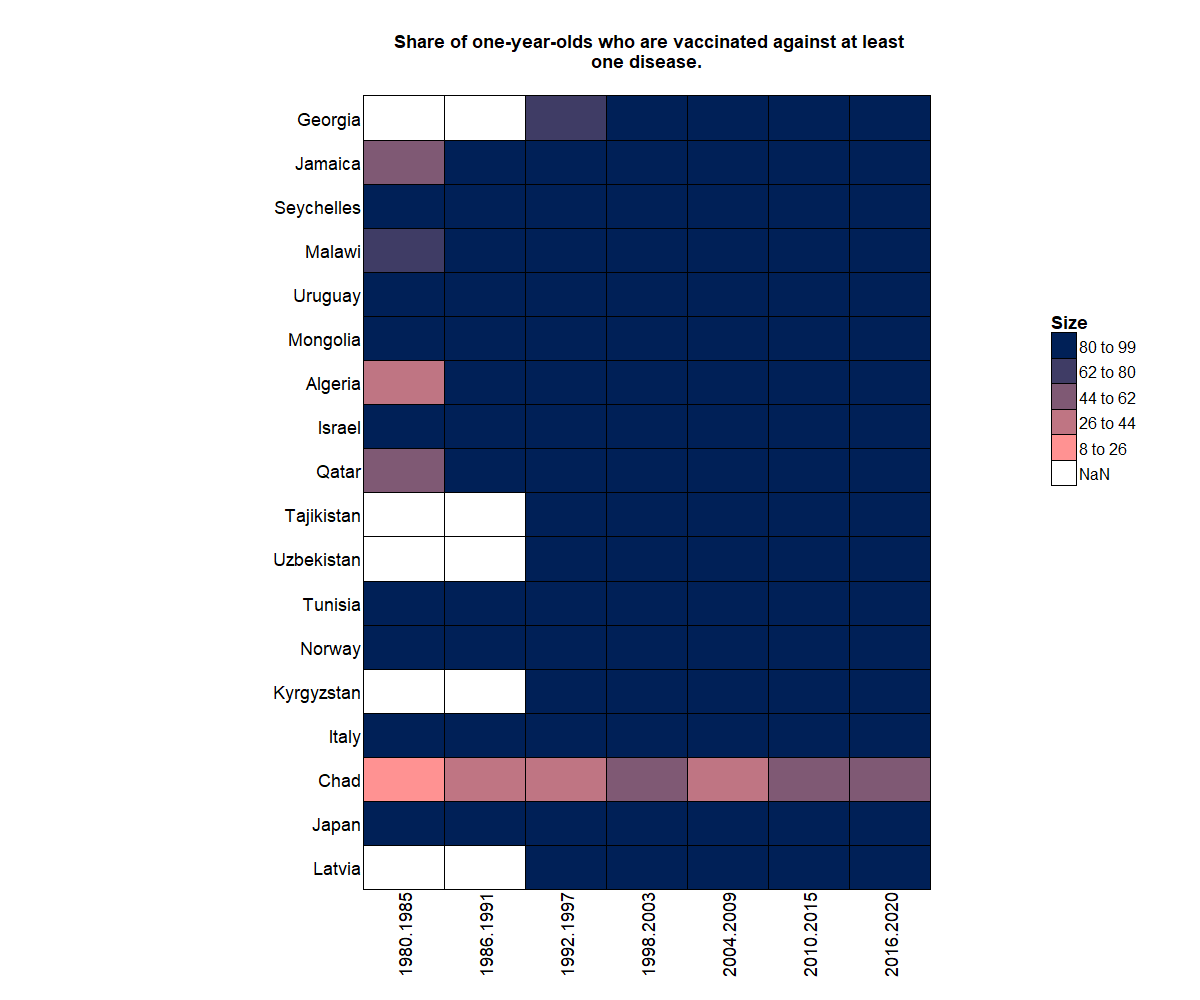 Share of one-year-olds who are vaccinated against at least
one disease.
Georgia
Jamaica
Seychelles
Malawi
Uruguay
Mongolia
Algeria
Israel
Qatar
Tajikistan
Uzbekistan
Tunisia
Norway
Kyrgyzstan
Italy
Chad
Japan
Latvia
1980.1985
1986.1991
1992.1997
1998.2003
2004.2009
2010.2015
2016.2020
Size
80 to 99
62 to 80
44 to 62
26 to 44
8 to 26
NaN